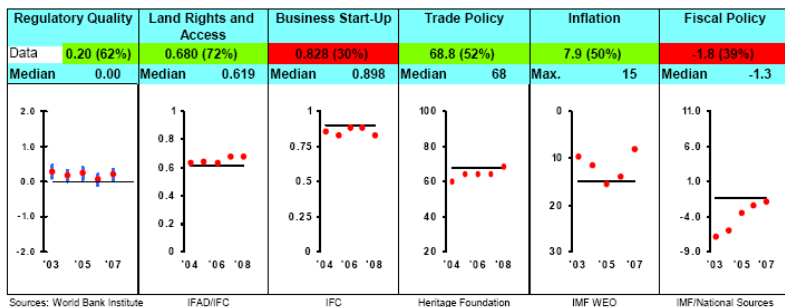 Regulatory Quality
Data 0.20 (62%)
Median 0.00
2.0
1.0
0.0
-1.0
-2.0
'03 '05 '07
Sources: World Bank Institute
Land Rights and
Access
0.680 (72%)
Median 0.619
1
0.8
0.6
0.4
0.2
0
'04 '06 '08
IFAD/IFC
Business Start-Up
0.828 (30%)
Median 0.898
1
0.75
0.5
0.25
0
'04 '06 '08
IFC
Trade Policy
68.8 (52%)
Median 68
100
80
60
40
20
'04 '06 '08
Heritage Foundation
Inflation
7.9 (50%)
Max. 15
0
10
20
30
'03 '05 '07
IMF WEO
Fiscal Policy
-1.8 (39%)
Median -1.3
11.0
6.0
1.0
-4.0
-9.0
'03 '05 '07
IMF/National Sources